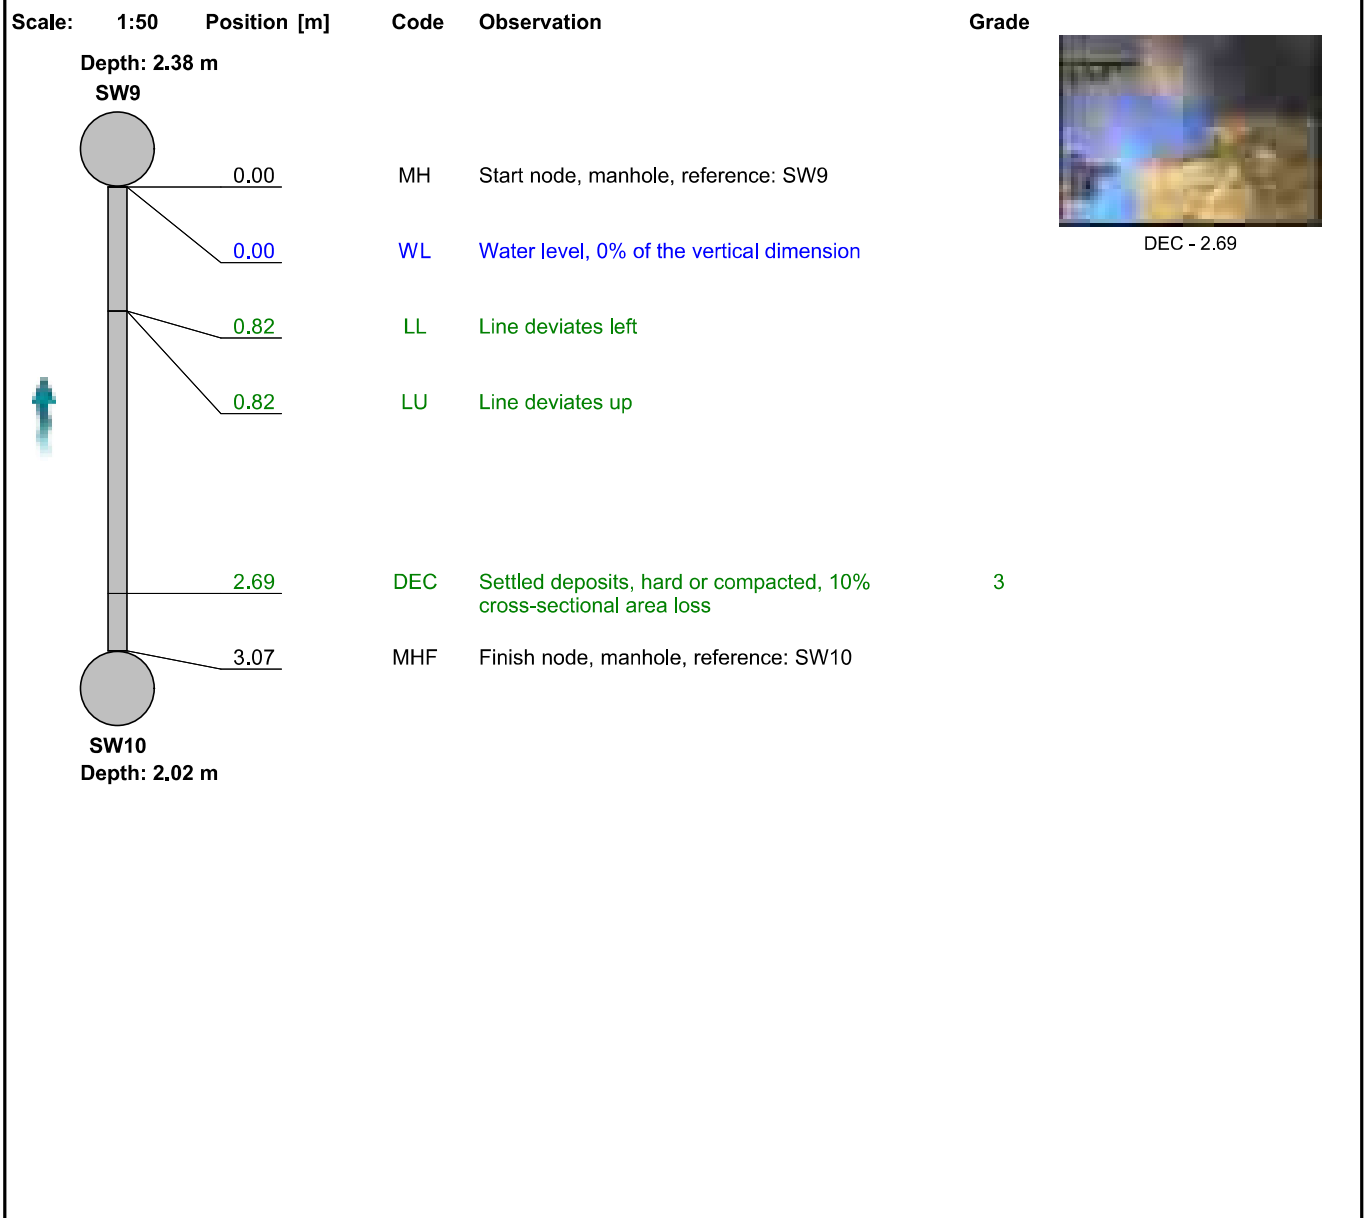 Scale: 1:50 Position [m] Code Observation Grade
Depth: 2.38 m
SW9
0.00 MH Start node, manhole, reference: SW9
0.00 WL Water level, 0% of the vertical dimension
DEC - 2.69
0.82 LL Line deviates left
0.82 LU Line deviates up
2.69 DEC Settled deposits, hard or compacted, 10% 3
cross-sectional area loss
3.07 MHF Finish node, manhole, reference: SW10
SW10
Depth: 2.02 m